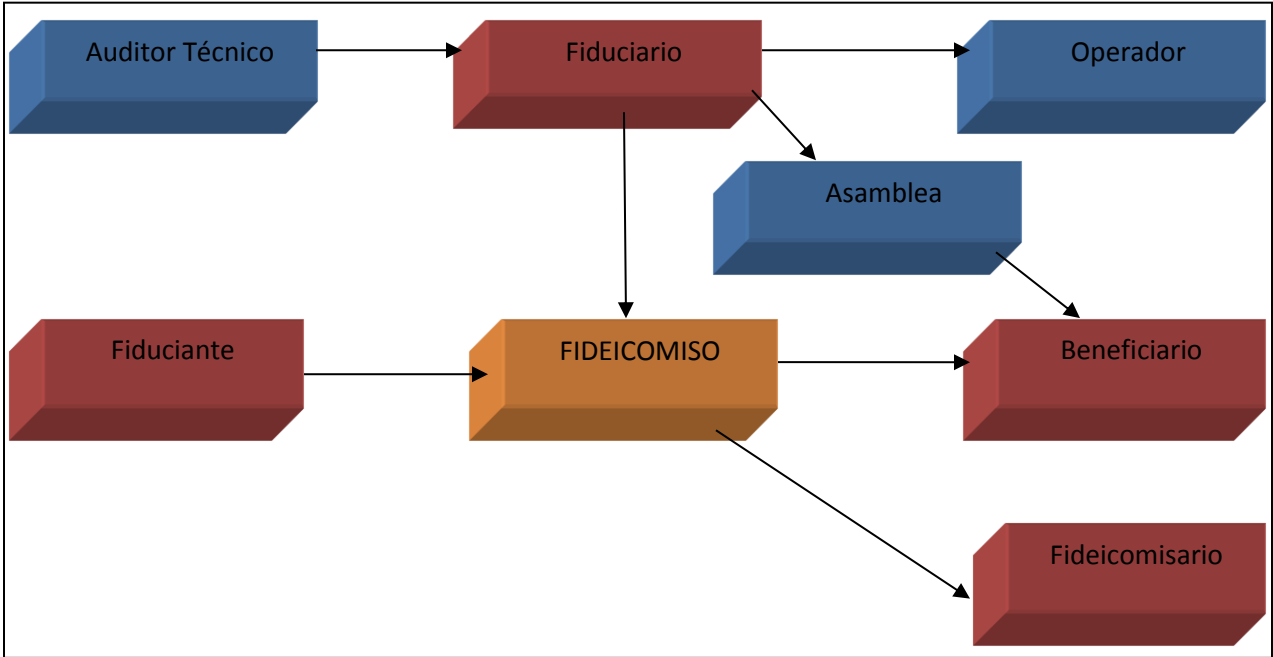 Auditor Técnico
Fiduciario
Operador
Asamblea
Fiduciante
FIDEICOMISO
Beneficiario
Fideicomisario